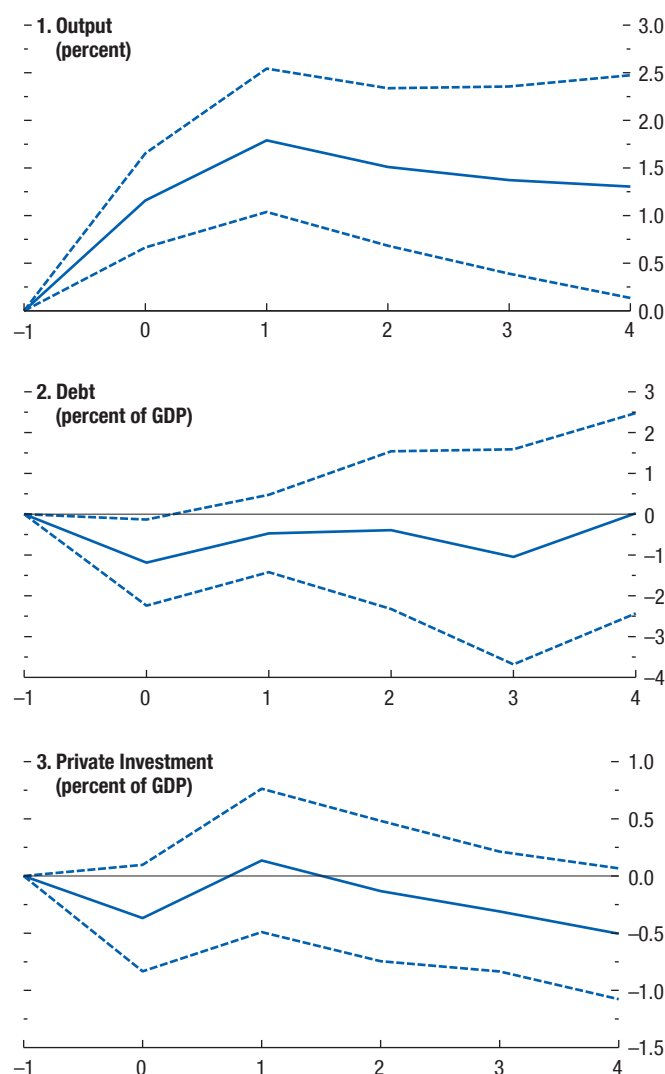 1. Output
(percent)
3.0
2.5
2.0
1.5
1.0
0.5
0.0
–1 0 1 2 3 4
2. Debt
(percent of GDP)
3
2
1
0
–1
–2
–3
–4
–1 0 1 2 3 4
3. Private Investment
(percent of GDP)
1.0
0.5
0.0
–0.5
–1.0
–1.5
–1 0 1 2 3 4